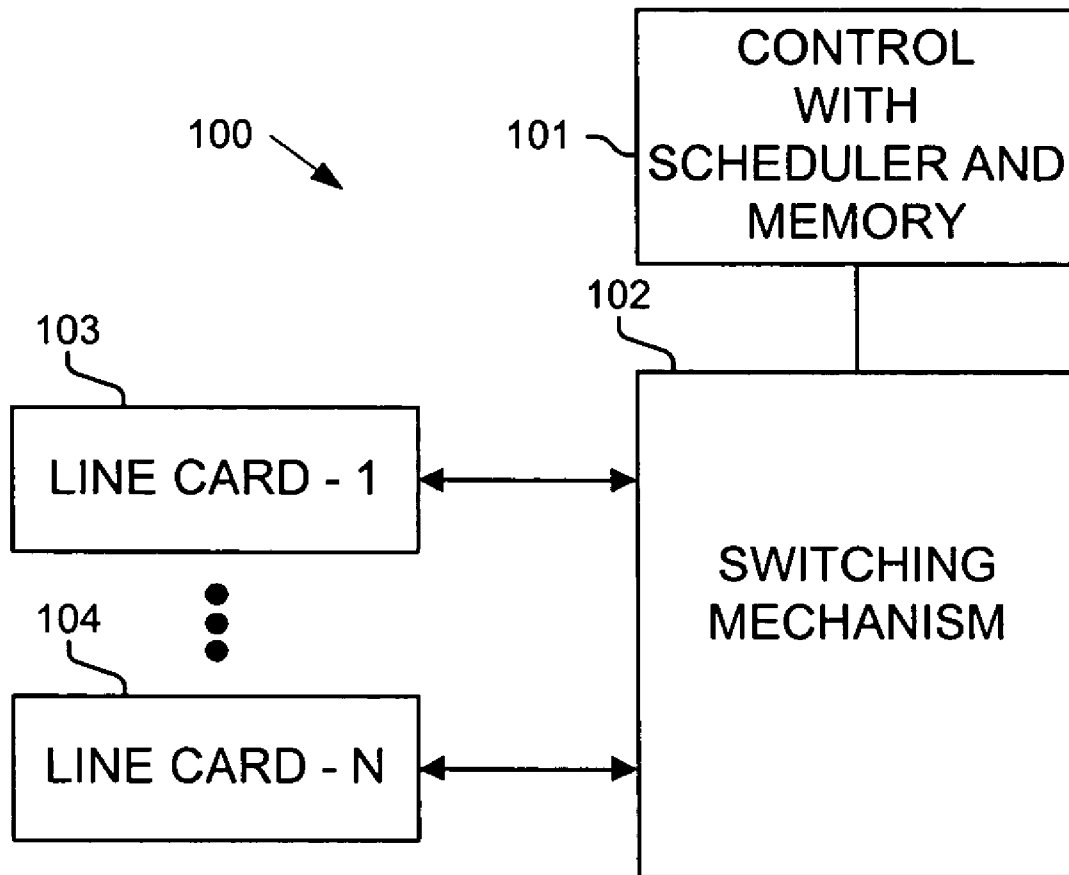 CONTROL
WITH
SCHEDULER AND
MEMORY
100
101
102
103
LINE CARD - 1
SWITCHING
MECHANISM
104
LINE CARD - N